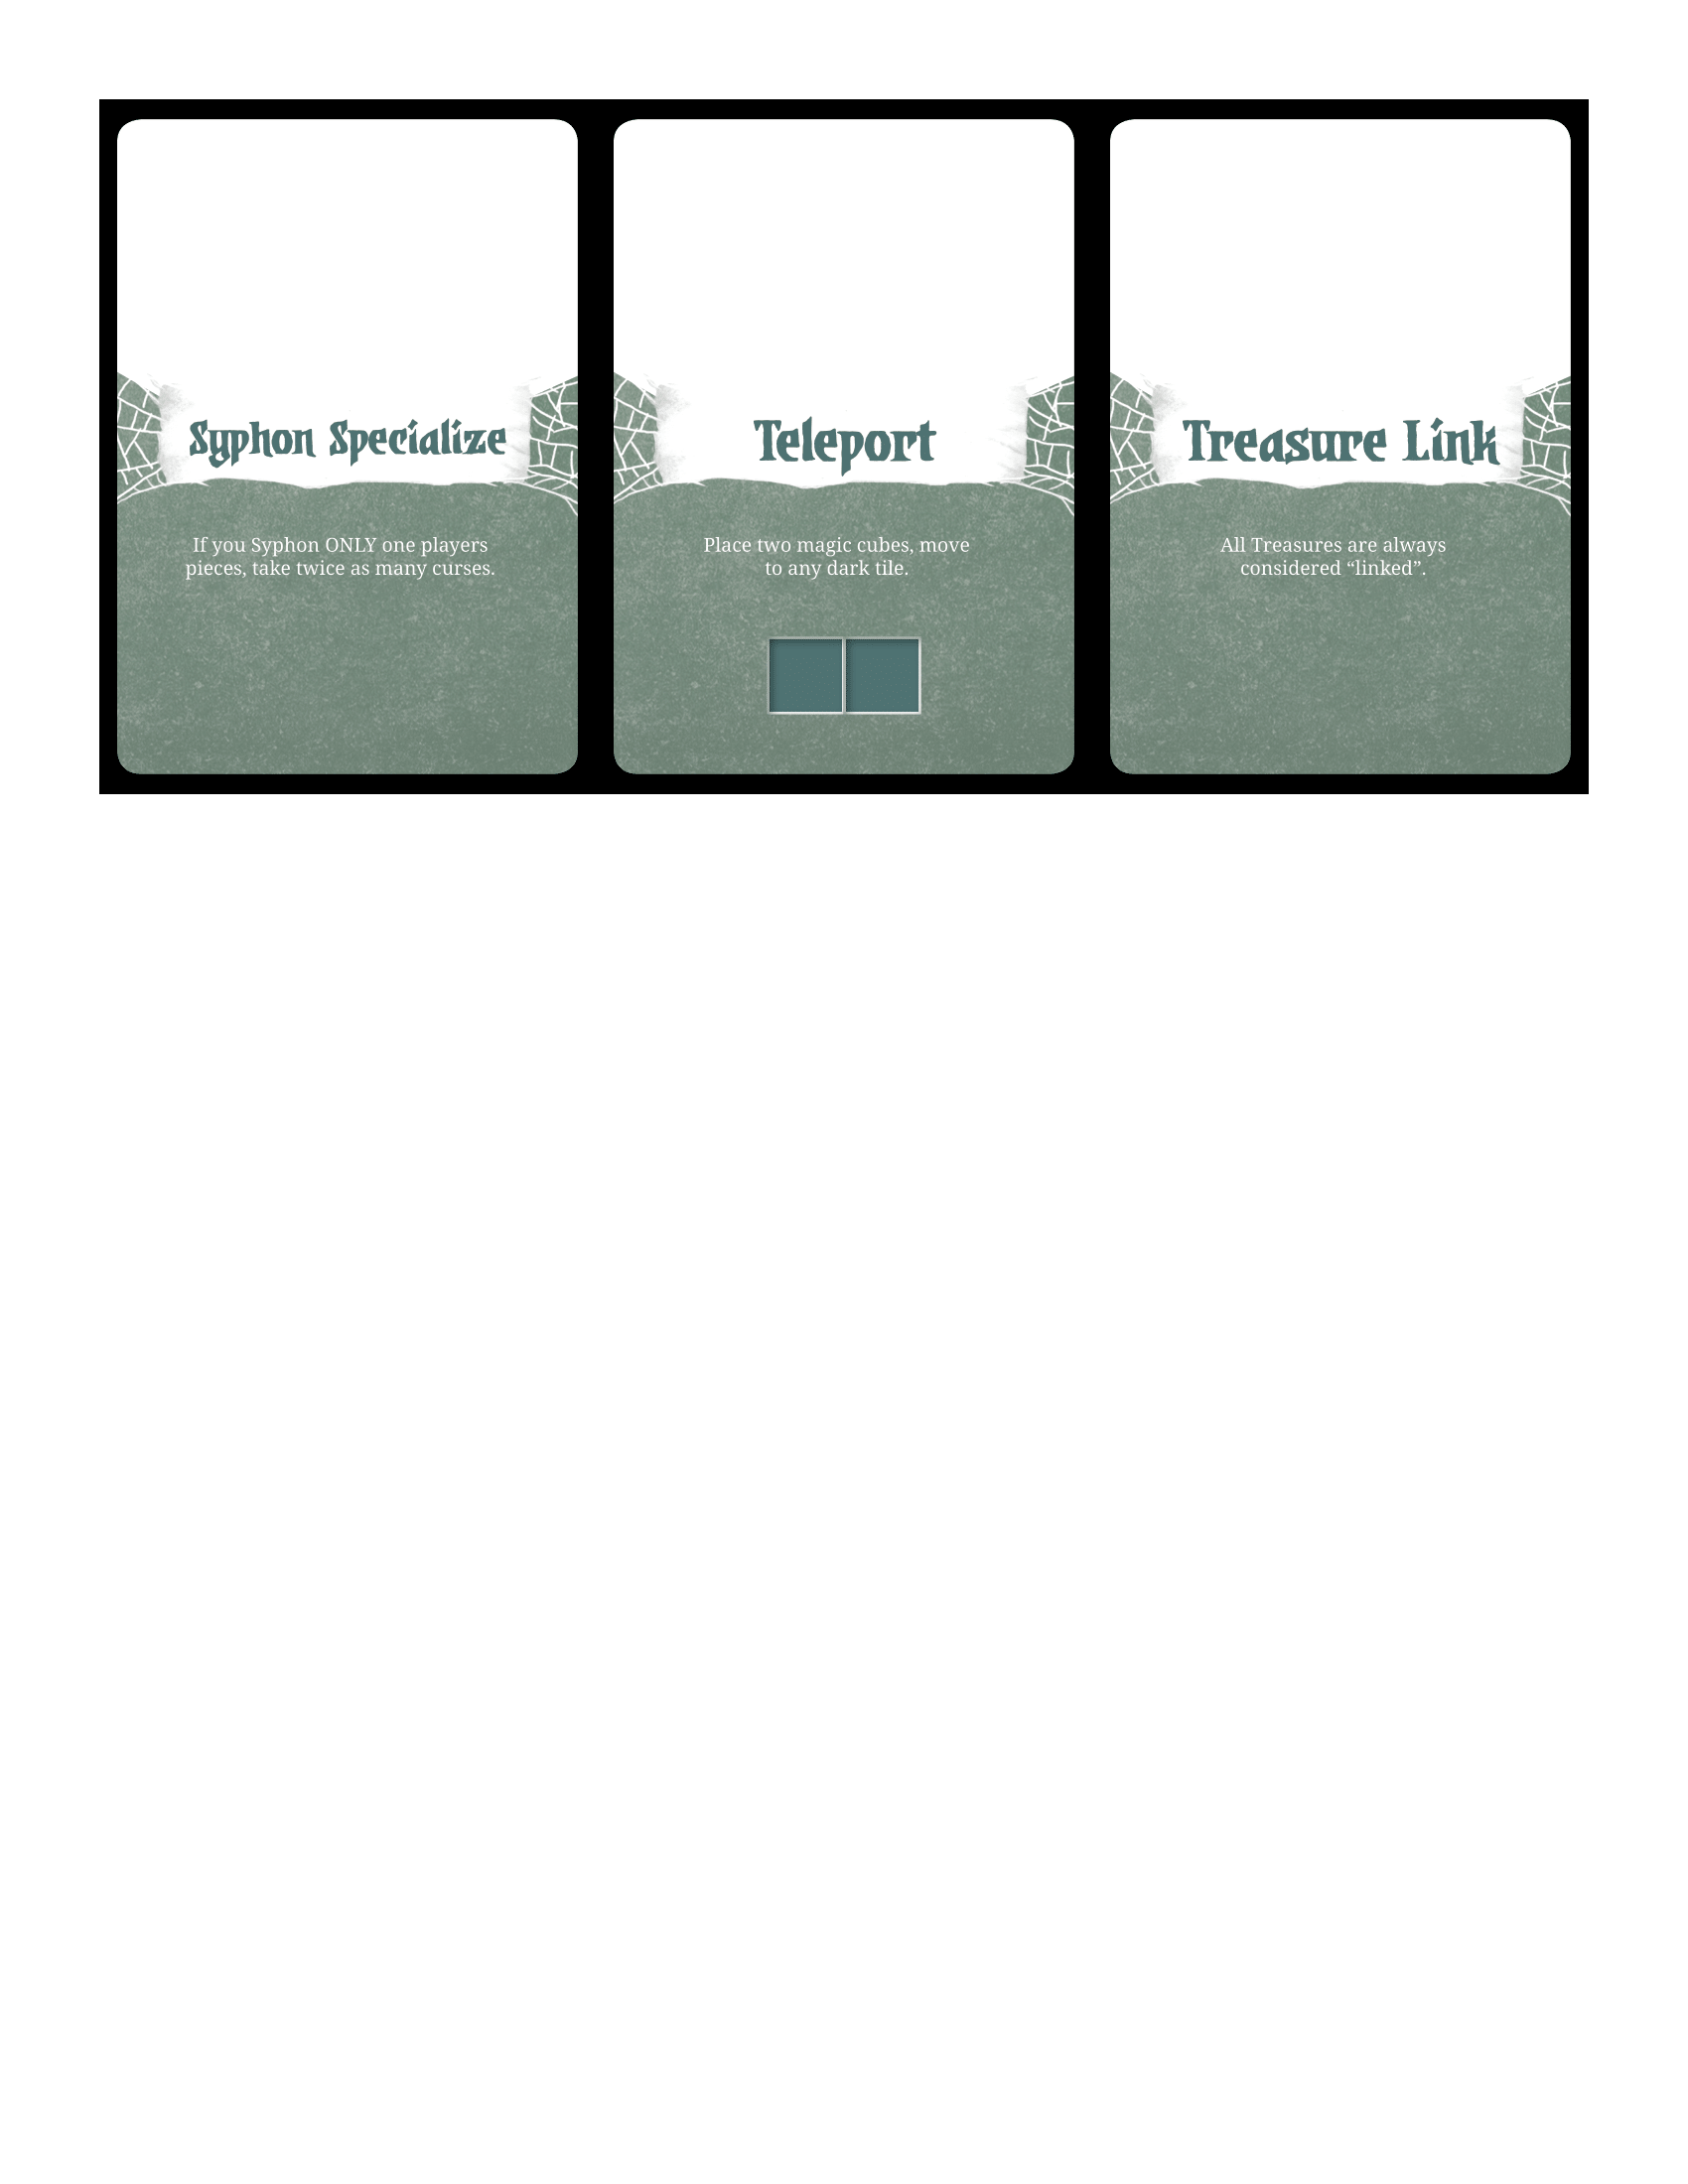 Syphon Specialize
If you Syphon ONLY one players
pieces, take twice as many curses.
Teleport
Place two magic cubes, move
to any dark tile.
Treasure Link
All Treasures are always
considered “linked”.